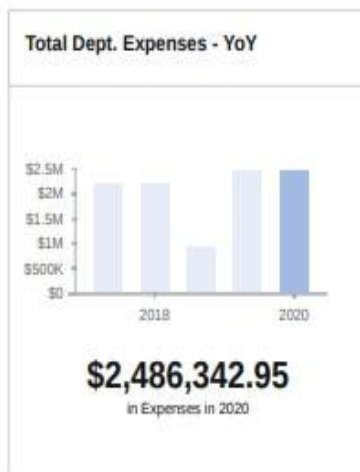 Total Dept. Expenses - YoY
$2.5M
$2M
$1.5M
$1M
$500K
$0
2018 2020
$2,486,342.95
in Expenses in 2020